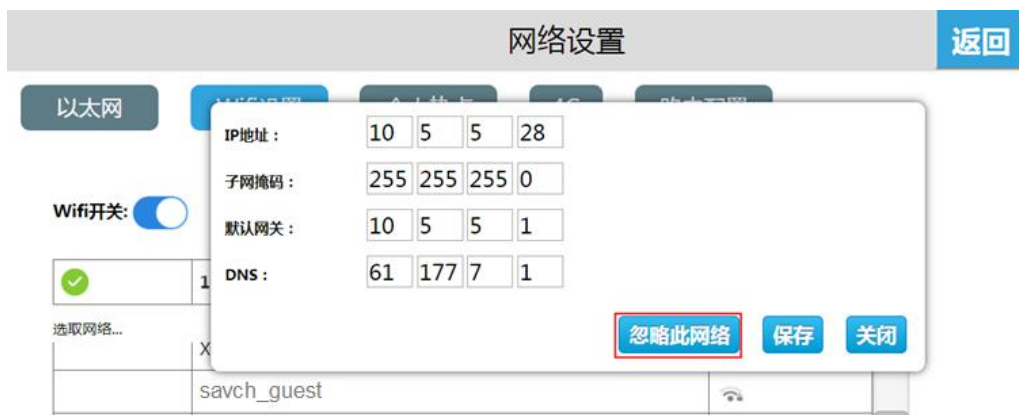 网络设置
返回
以太网
IP地址： 10 5 5 28
子网掩码： 255 255 255 0
Wifi开关:
默认网关： 10 5 5 1
DNS： 61 177 7 1
1
选取网络...
忽略此网络 保存 关闭
X
savch_guest